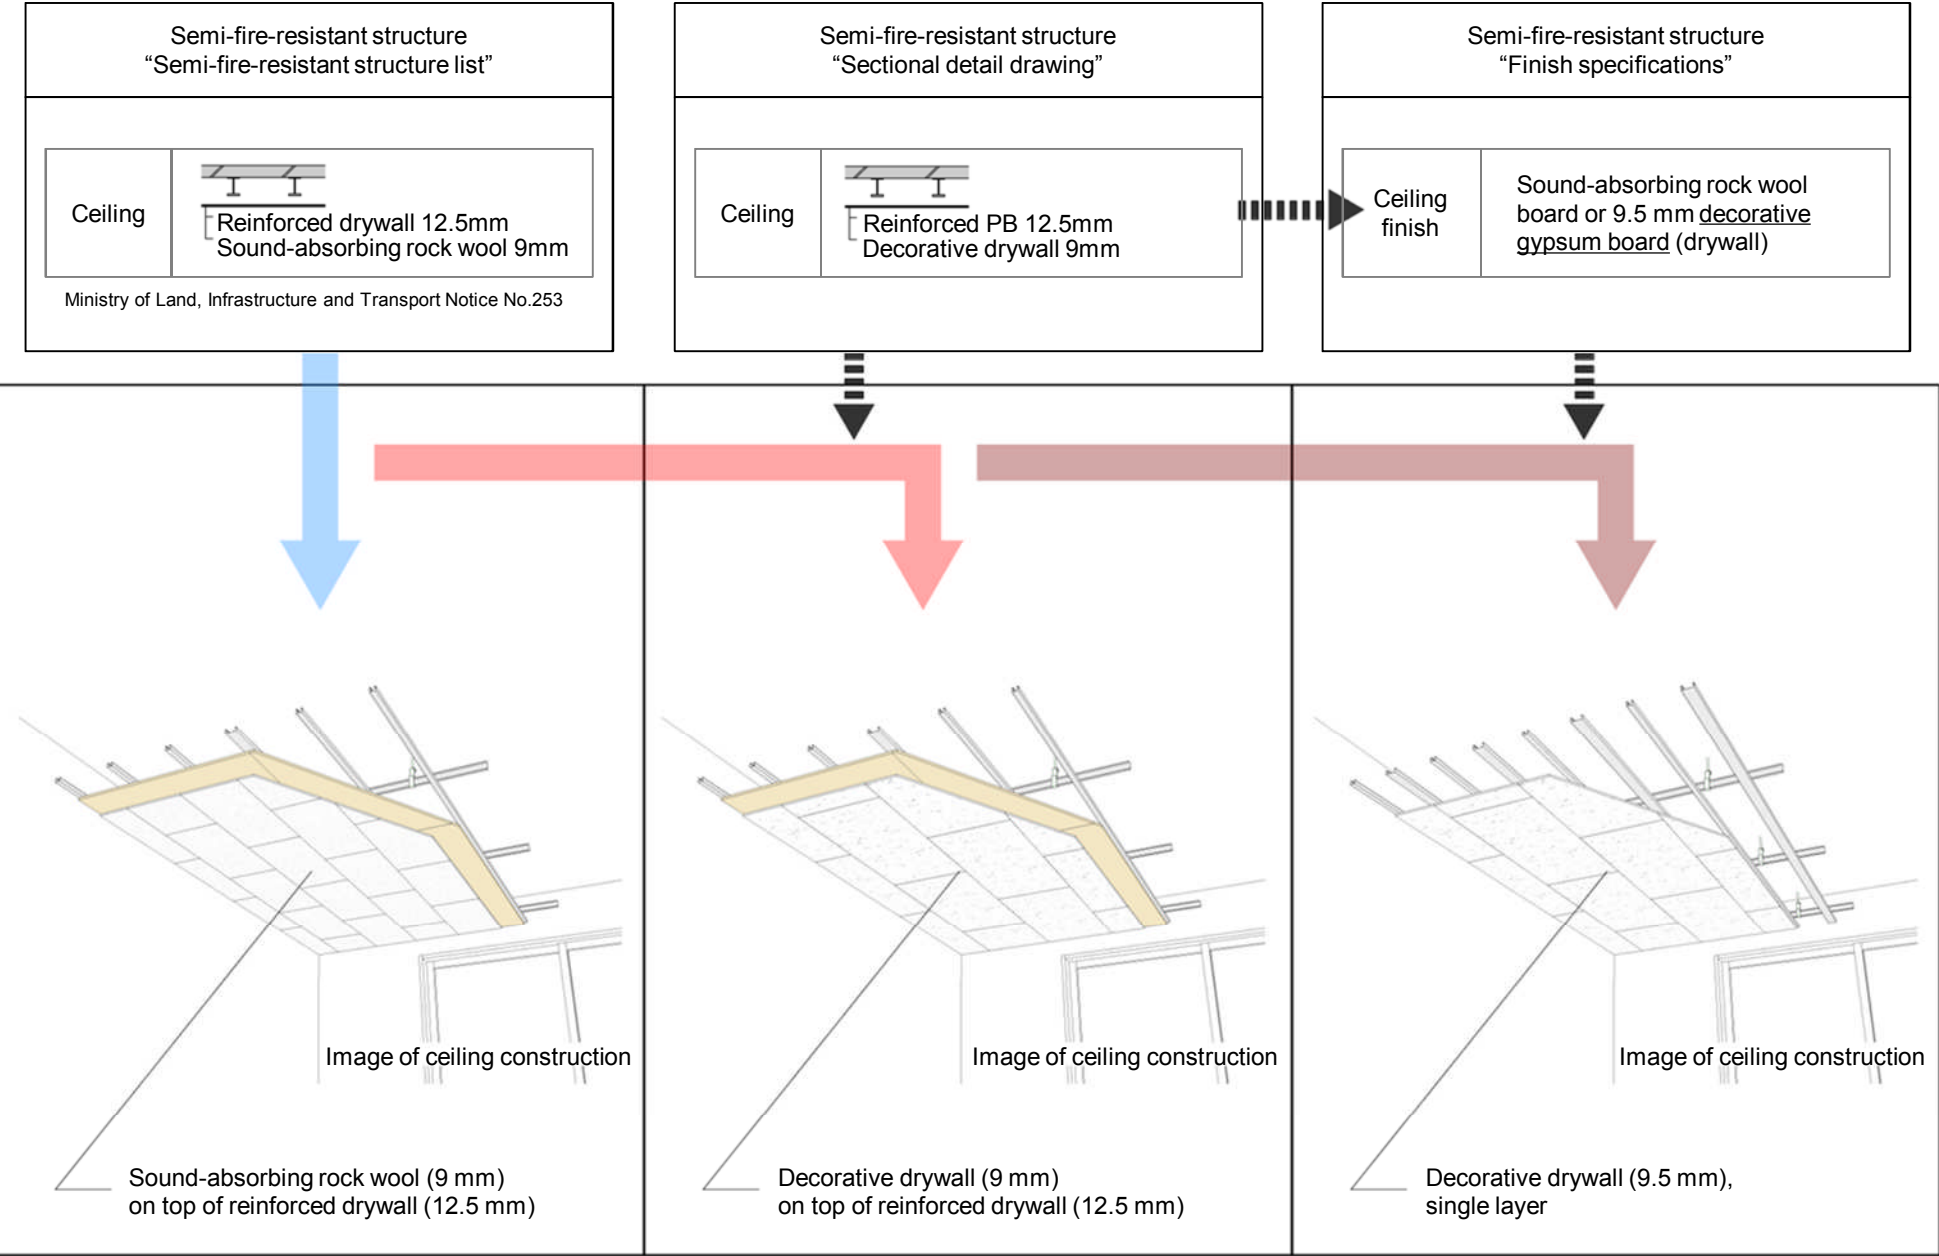 Semi-fire-resistant structure
“Semi-fire-resistant structure list”
Ceiling
Reinforced drywall 12.5mm
Sound-absorbing rock wool 9mm
Ministry of Land, Infrastructure and Transport Notice No.253
Semi-fire-resistant structure
“Sectional detail drawing”
Ceiling
Reinforced PB 12.5mm
Decorative drywall 9mm
Semi-fire-resistant structure
“Finish specifications”
Ceiling
finish
Sound-absorbing rock wool
board or 9.5 mm decorative
gypsum board (drywall)
Image of ceiling construction
Sound-absorbing rock wool (9 mm)
on top of reinforced drywall (12.5 mm)
Image of ceiling construction
Decorative drywall (9 mm)
on top of reinforced drywall (12.5 mm)
Image of ceiling construction
Decorative drywall (9.5 mm),
single layer